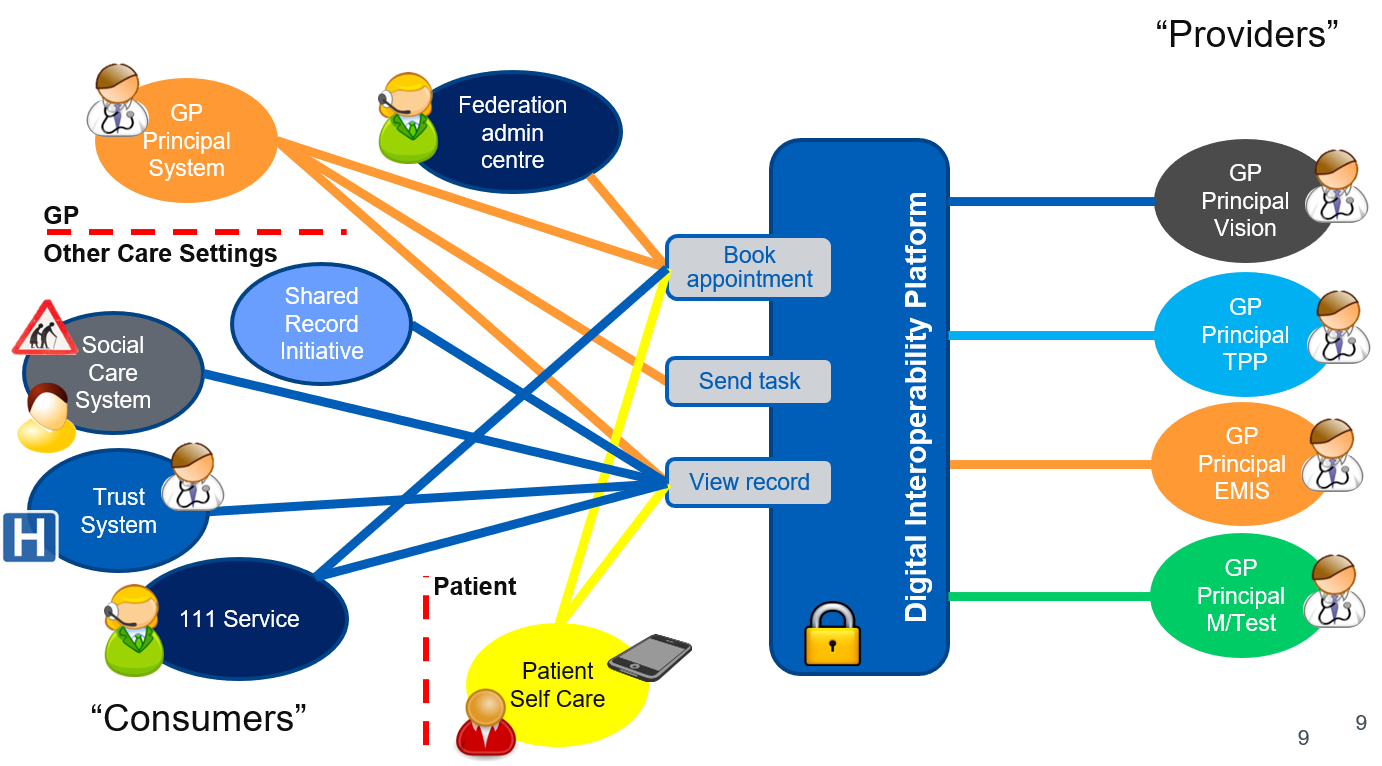 “Providers”
GP
Principal
System
Federation
admin
centre
GP
Other Care Settings
Shared
Record
Initiative
Social
Care
System
Trust
System
H
111 Service
“Consumers”
Patient
Patient
Self Care
Book
appointment
Send task
View record
Digital Interoperability Platform
GP
Principal
Vision
GP
Principal
TPP
GP
Principal
EMIS
GP
Principal
M/Test
9
9